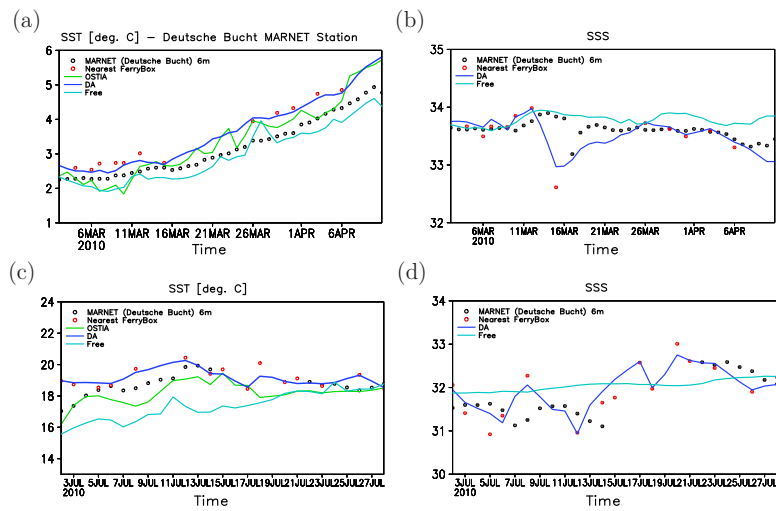 (a)
SST [deg. C] – Deutsche Bucht MARNET Station
6
5
4
3
2
1
MARNET (Deutsche Bucht) 6m
Nearest FerryBox
OSTIA
DA
Free
6MAR 11MAR 16MAR 21MAR 26MAR 1APR 6APR
2010
Time
(b)
SSS
35
34
33
32
MARNET (Deutsche Bucht) 6m
Nearest FerryBox
DA
Free
6MAR 11MAR 16MAR 21MAR 26MAR 1APR 6APR
2010
Time
(c)
SST [deg. C]
24
22
20
18
16
14
MARNET (Deutsche Bucht) 6m
Nearest FerryBox
OSTIA
DA
Free
3JUL 5JUL 7JUL 9JUL 11JUL 13JUL 15JUL 17JUL 19JUL 21JUL 23JUL 25JUL 27JUL
2010
Time
(d)
SSS
34
33
32
31
30
MARNET (Deutsche Bucht) 6m
Nearest FerryBox
DA
Free
3JUL 5JUL 7JUL 9JUL 11JUL 13JUL 15JUL 17JUL 19JUL 21JUL 23JUL 25JUL 27JUL
2010
Time